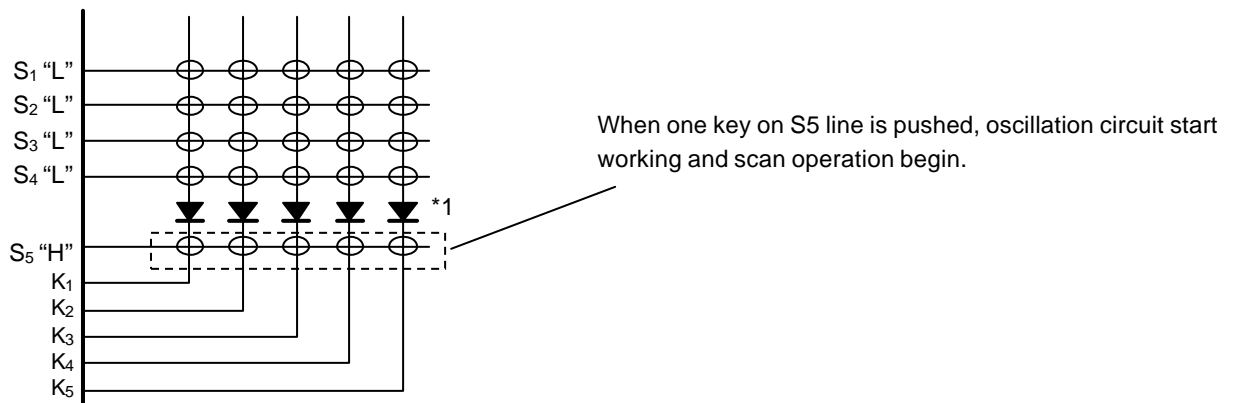 S₁ “L”
S₂ “L”
S₃ “L”
S₄ “L”
*1
S₅ “H”
K₁
K₂
K₃
K₄
K₅
When one key on S5 line is pushed, oscillation circuit start
working and scan operation begin.